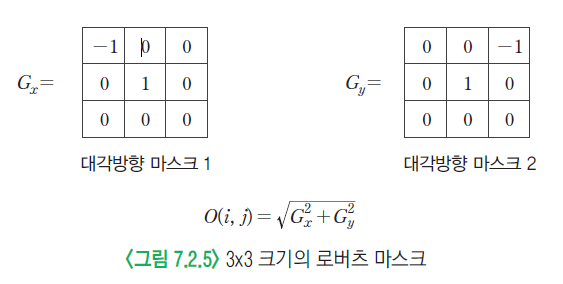 -1 0 0 0 0 -1
Gx= 0 1 0 Gy= 0 1 0
0 0 0 0 0 0
대각방향 마스크 1 대각방향 마스크 2
O(i, j)=√(Gx²+Gy²)
<그림 7.2.5> 3x3 크기의 로버츠 마스크